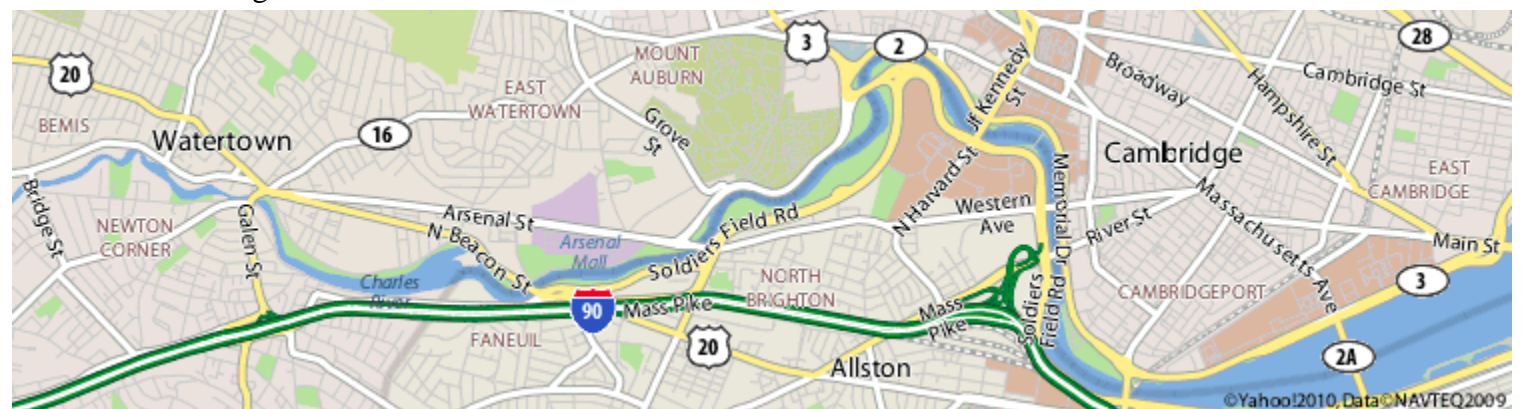 3
2
28
20
MOUNT
AUBURN
Broadway
Cambridge St
Hampshire St
Jf Kennedy
St
EAST
WATERTOWN
BEMIS
Watertown
16
Grove
St
Cambridge
EAST
CAMBRIDGE
Bridge St
NEWTON
CORNER
Galen St
Arsenal St
N Beacon St
Arsenal
Mall
Soldiers Field Rd
N Harvard St
Western
Ave
Memorial Dr
River St
Massachusetts Ave
Main St
Charles
River
NORTH
BRIGHTON
CAMBRIDGEPORT
3
90
Mass Pike
Mass
Pike
Soldiers
Field Rd
FANEUIL
20
Allston
2A
©Yahoo!2010, Data©NAVTEQ2009